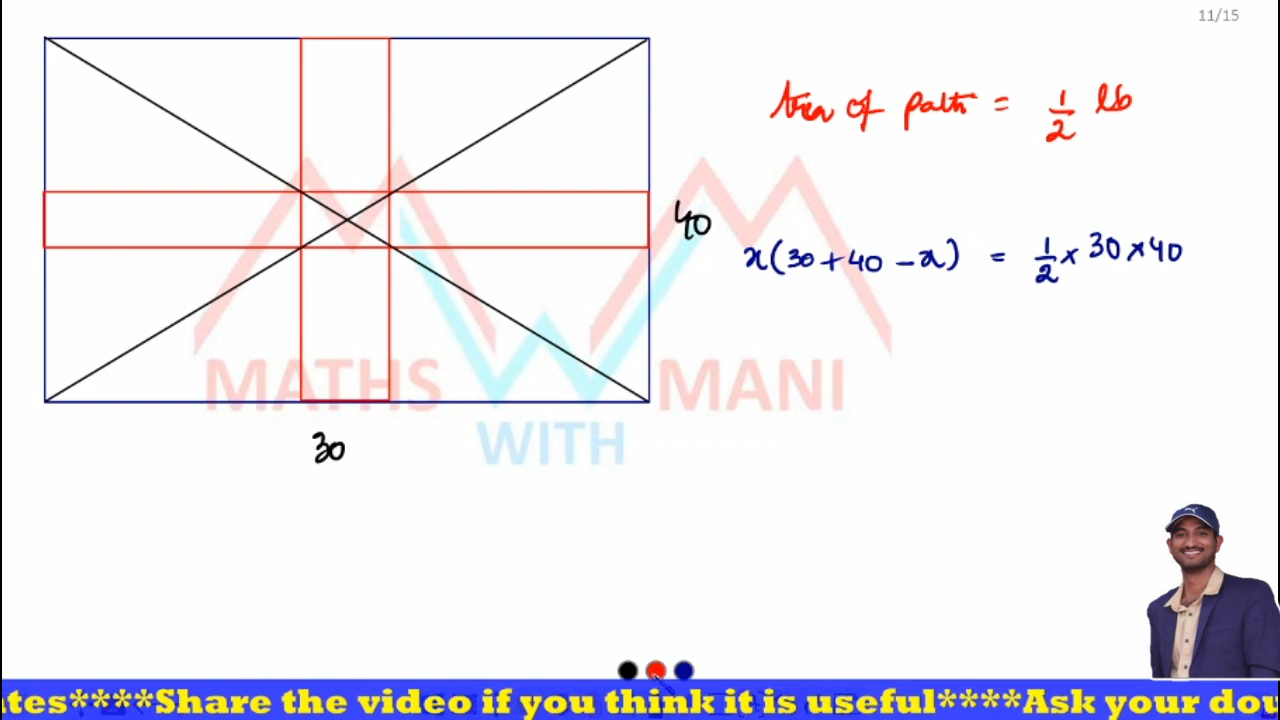 11/15
Area of path = 1/2 lb
40
x(30+40-x) = 1/2 × 30 × 40
MATHS
WITH
MANI
30
tes****Share the video if you think it is useful****Ask your dou